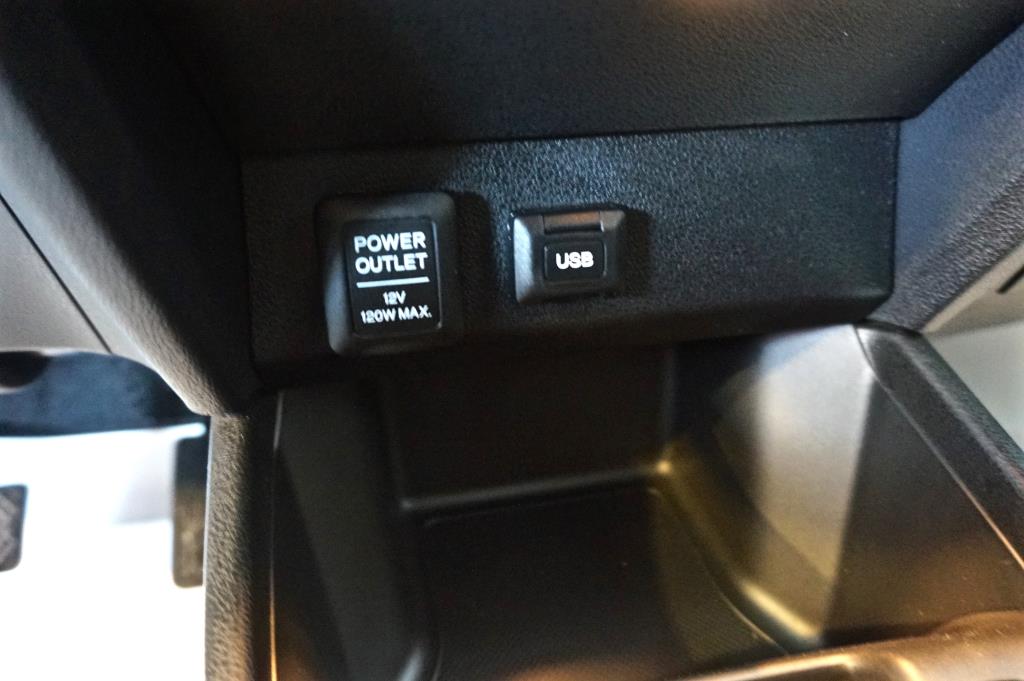 POWER
OUTLET
12V
120W MAX.
USB